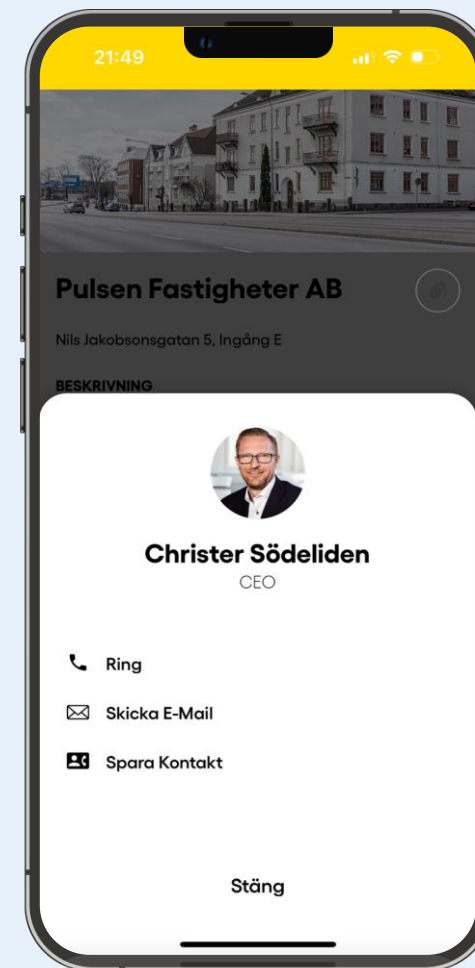 21:49
Pulsen Fastigheter AB
Nils Jakobsonsgatan 5, Ingång E
BESKRIVNING
Christer Södeliden
CEO
Ring
Skicka E-Mail
Spara Kontakt
Stäng